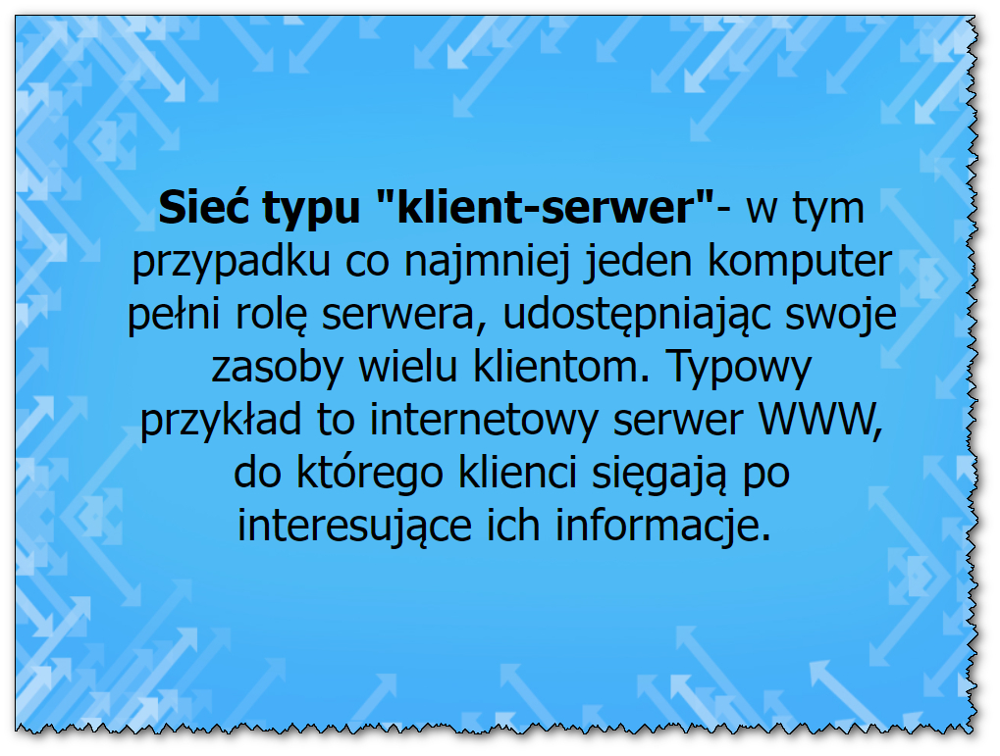 Sieć typu "klient-serwer"- w tym
przypadku co najmniej jeden komputer
pełni rolę serwera, udostępniając swoje
zasoby wielu klientom. Typowy
przykład to internetowy serwer WWW,
do którego klienci sięgają po
interesujące ich informacje.